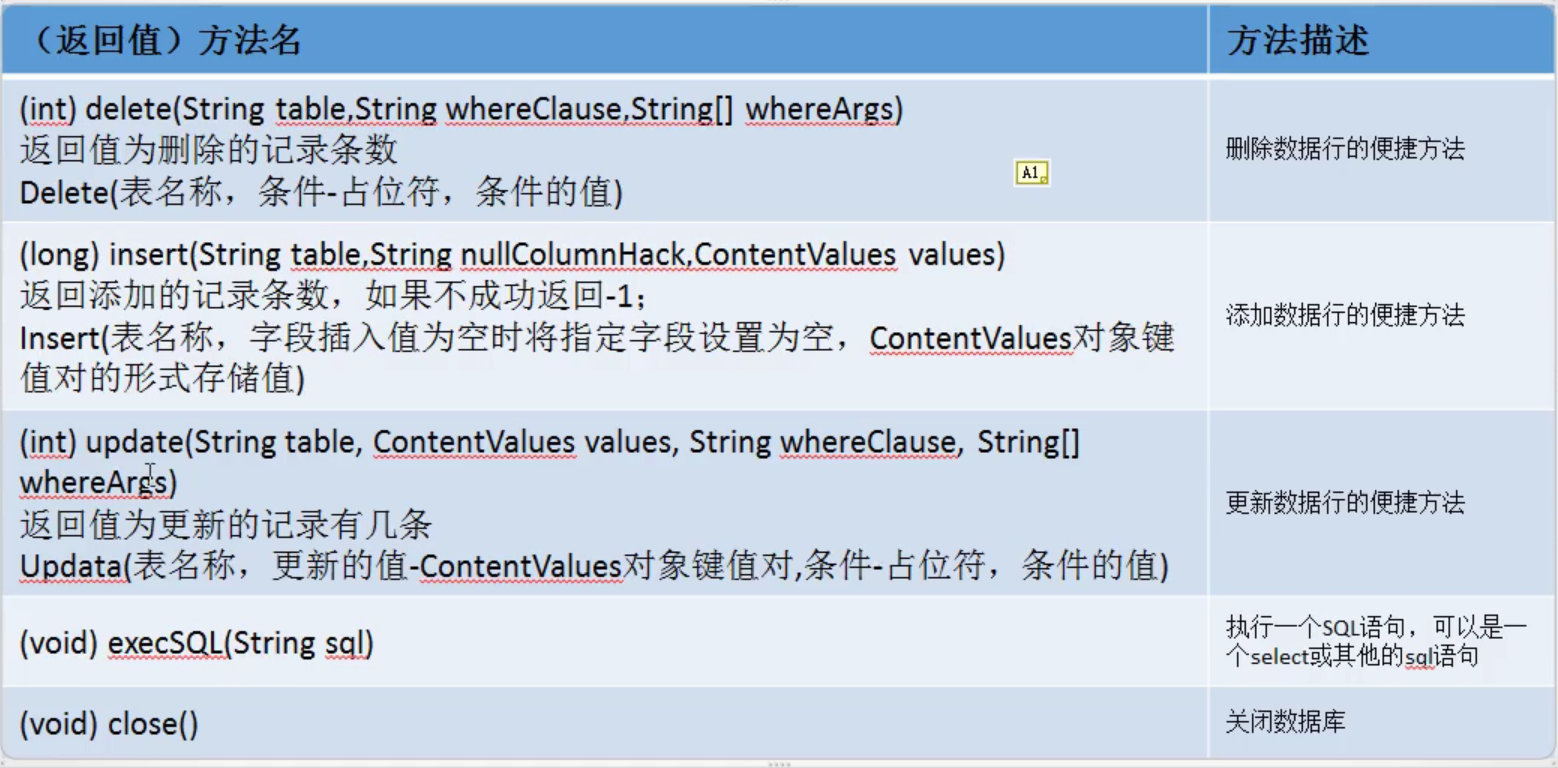 （返回值）方法名
方法描述
(int) delete(String table,String whereClause,String[] whereArgs)
返回值为删除的记录条数
Delete(表名称，条件-占位符，条件的值)
A1
删除数据行的便捷方法
(long) insert(String table,String nullColumnHack,ContentValues values)
返回添加的记录条数，如果不成功返回-1；
Insert(表名称，字段插入值为空时将指定字段设置为空，ContentValues对象键
值对的形式存储值)
添加数据行的便捷方法
(int) update(String table, ContentValues values, String whereClause, String[]
whereArgs)
返回值为更新的记录有几条
Updata(表名称，更新的值-ContentValues对象键值对,条件-占位符，条件的值)
更新数据行的便捷方法
(void) execSQL(String sql)
执行一个SQL语句，可以是一
个select或其他的sql语句
(void) close()
关闭数据库